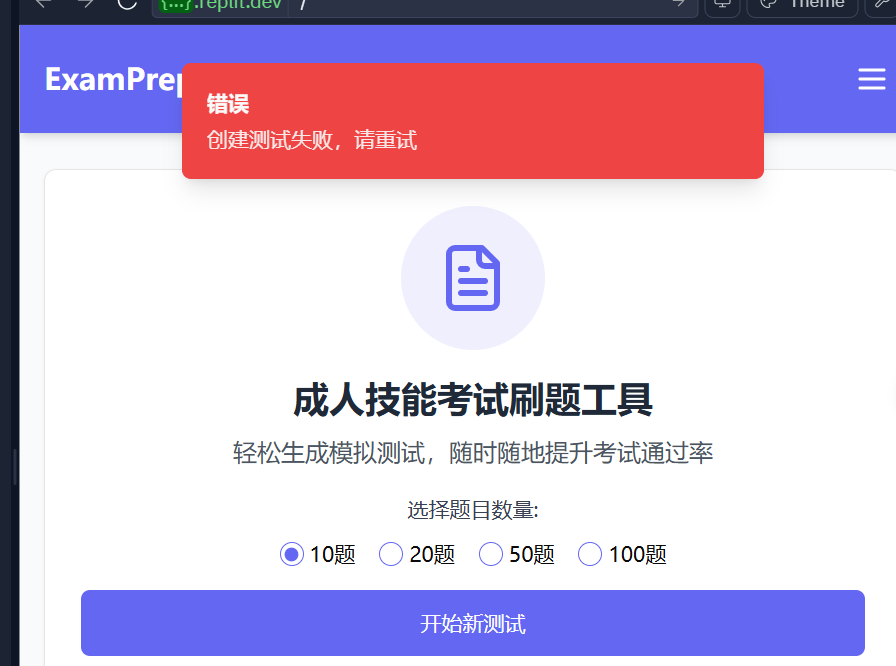 {...}.replit.dev /
Theme
ExamPrep
错误
创建测试失败，请重试
成人技能考试刷题工具
轻松生成模拟测试，随时随地提升考试通过率
选择题目数量:
10题 20题 50题 100题
开始新测试